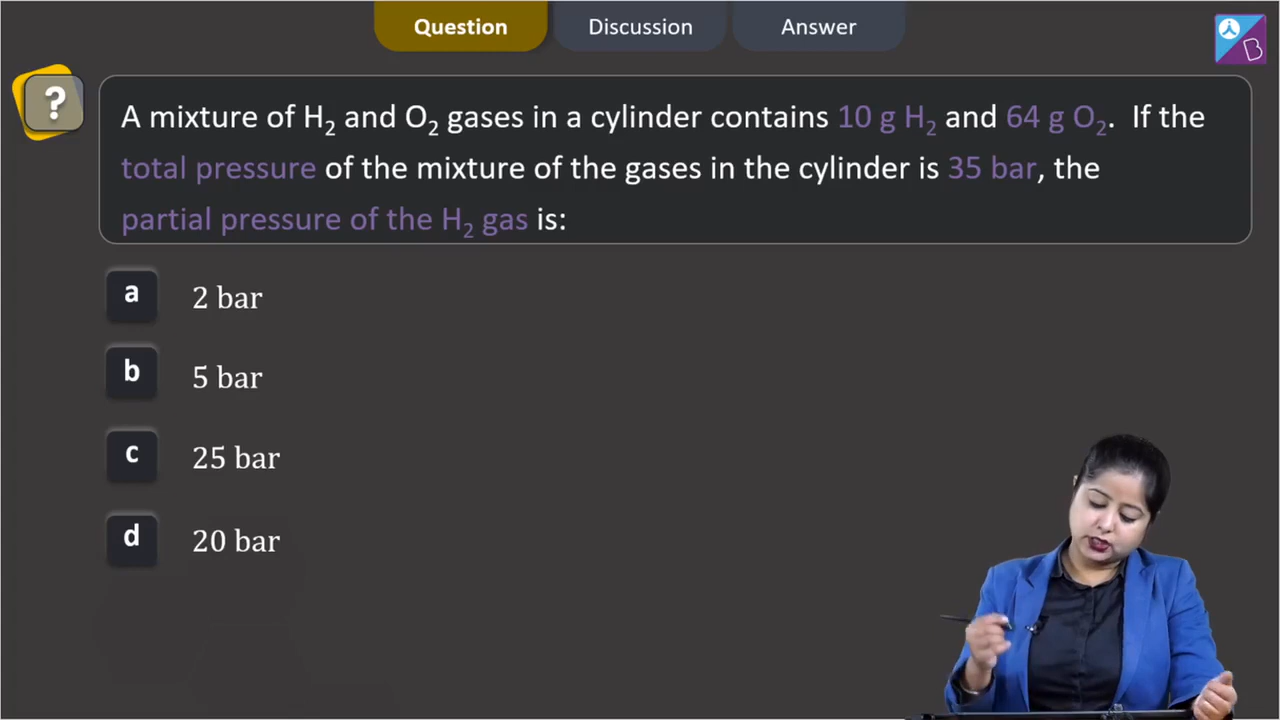 Question
Discussion
Answer
B
?
A mixture of H₂ and O₂ gases in a cylinder contains 10 g H₂ and 64 g O₂. If the
total pressure of the mixture of the gases in the cylinder is 35 bar, the
partial pressure of the H₂ gas is:
a 2 bar
b 5 bar
c 25 bar
d 20 bar